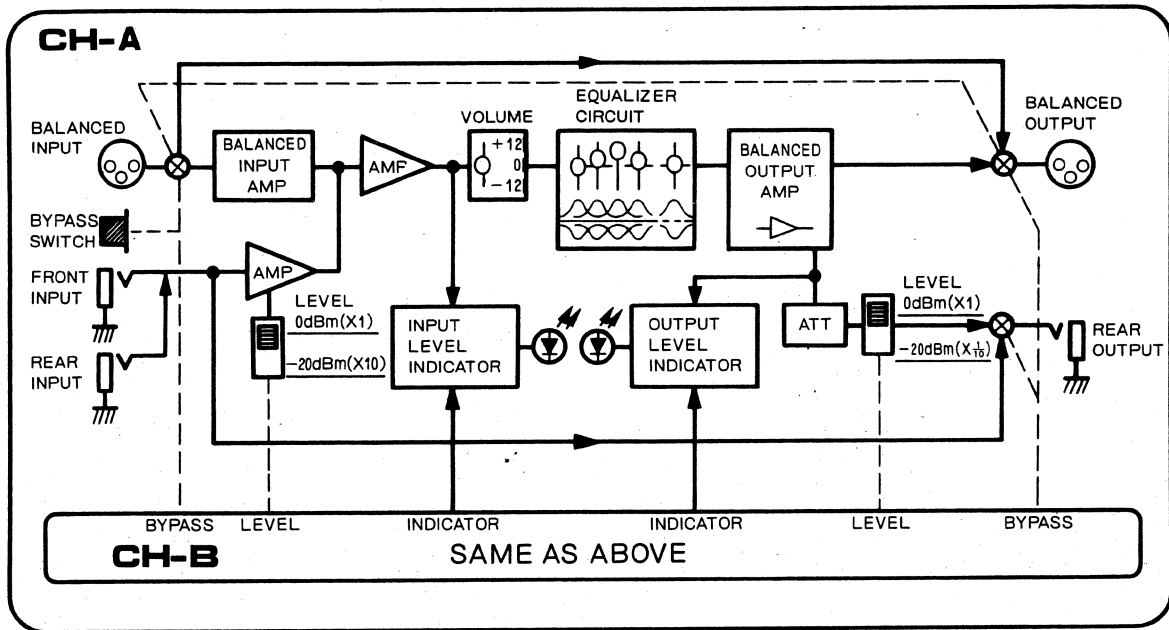 CH-A
BALANCED
INPUT
BALANCED
INPUT
AMP
AMP
VOLUME
+12
0
-12
EQUALIZER
CIRCUIT
BALANCED
OUTPUT
AMP
BALANCED
OUTPUT
BYPASS
SWITCH
FRONT
INPUT
REAR
INPUT
AMP
LEVEL
0dBm(X1)
-20dBm(X10)
INPUT
LEVEL
INDICATOR
OUTPUT
LEVEL
INDICATOR
ATT
LEVEL
0dBm(X1)
-20dBm(X1/10)
REAR
OUTPUT
BYPASS LEVEL INDICATOR INDICATOR LEVEL BYPASS
CH-B SAME AS ABOVE